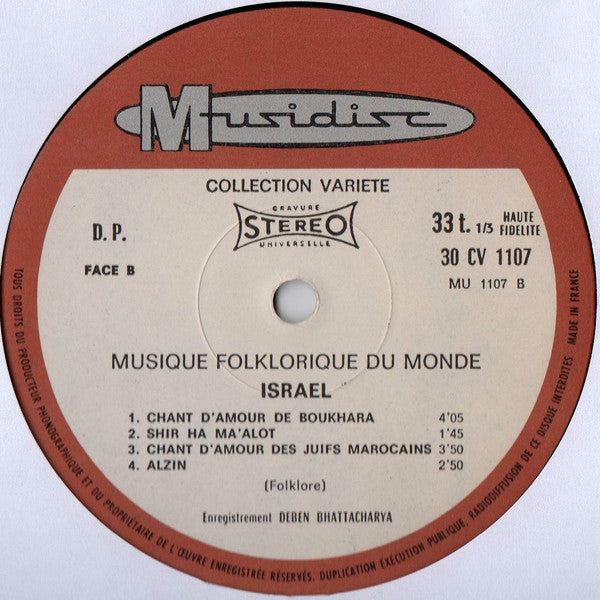 Musidisc
COLLECTION VARIETE
GRAVURE
STEREO
UNIVERSELLE
D. P.
33 t. 1/3 HAUTE FIDELITE
FACE B
30 CV 1107
MU 1107 B
MUSIQUE FOLKLORIQUE DU MONDE
ISRAEL
1. CHANT D'AMOUR DE BOUKHARA 4'05
2. SHIR HA MA'ALOT 1'45
3. CHANT D'AMOUR DES JUIFS MAROCAINS 3'50
4. ALZIN 2'50
(Folklore)
Enregistrement DEBEN BHATTACHARYA
TOUS DROITS DU PRODUCTEUR PHONOGRAPHIQUE ET DU PROPRIETAIRE DE L'ŒUVRE ENREGISTRÉE RÉSERVÉS. DUPLICATION EXÉCUTION PUBLIQUE, RADIODIFFUSION DE CE DISQUE INTERDITES MADE IN FRANCE